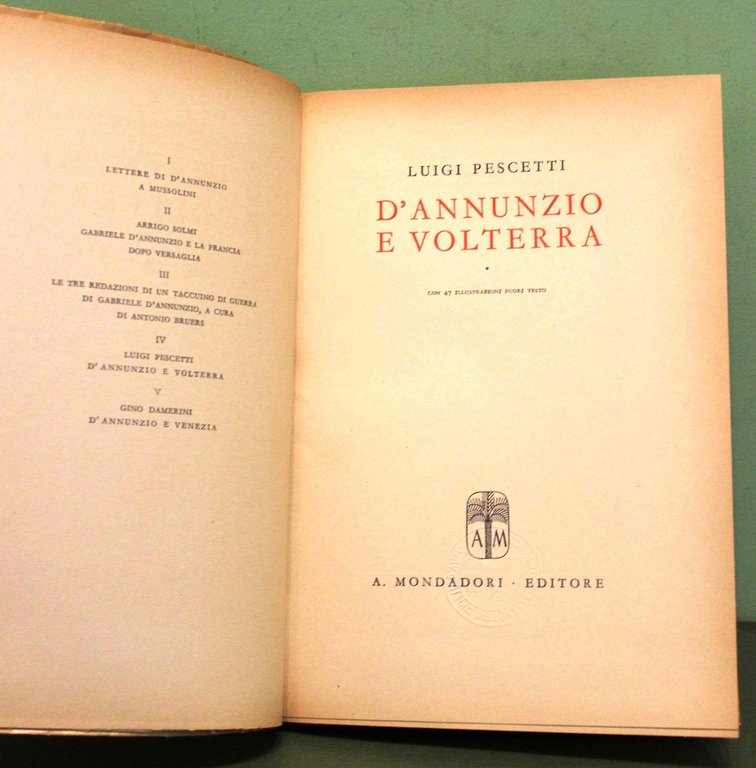 I
LETTERE DI D'ANNUNZIO
A MUSSOLINI
II
ARRIGO SOLMI
GABRIELE D'ANNUNZIO E LA FRANCIA
DOPO VERSAGLIA
III
LE TRE REDAZIONI DI UN TACCUINO DI GUERRA
DI GABRIELE D'ANNUNZIO, A CURA
DI ANTONIO BRUERS
IV
LUIGI PESCETTI
D'ANNUNZIO E VOLTERRA
V
GINO DAMERINI
D'ANNUNZIO E VENEZIA
LUIGI PESCETTI
D'ANNUNZIO
E VOLTERRA
CON 47 ILLUSTRAZIONI FUORI TESTO
A M
A. MONDADORI · EDITORE